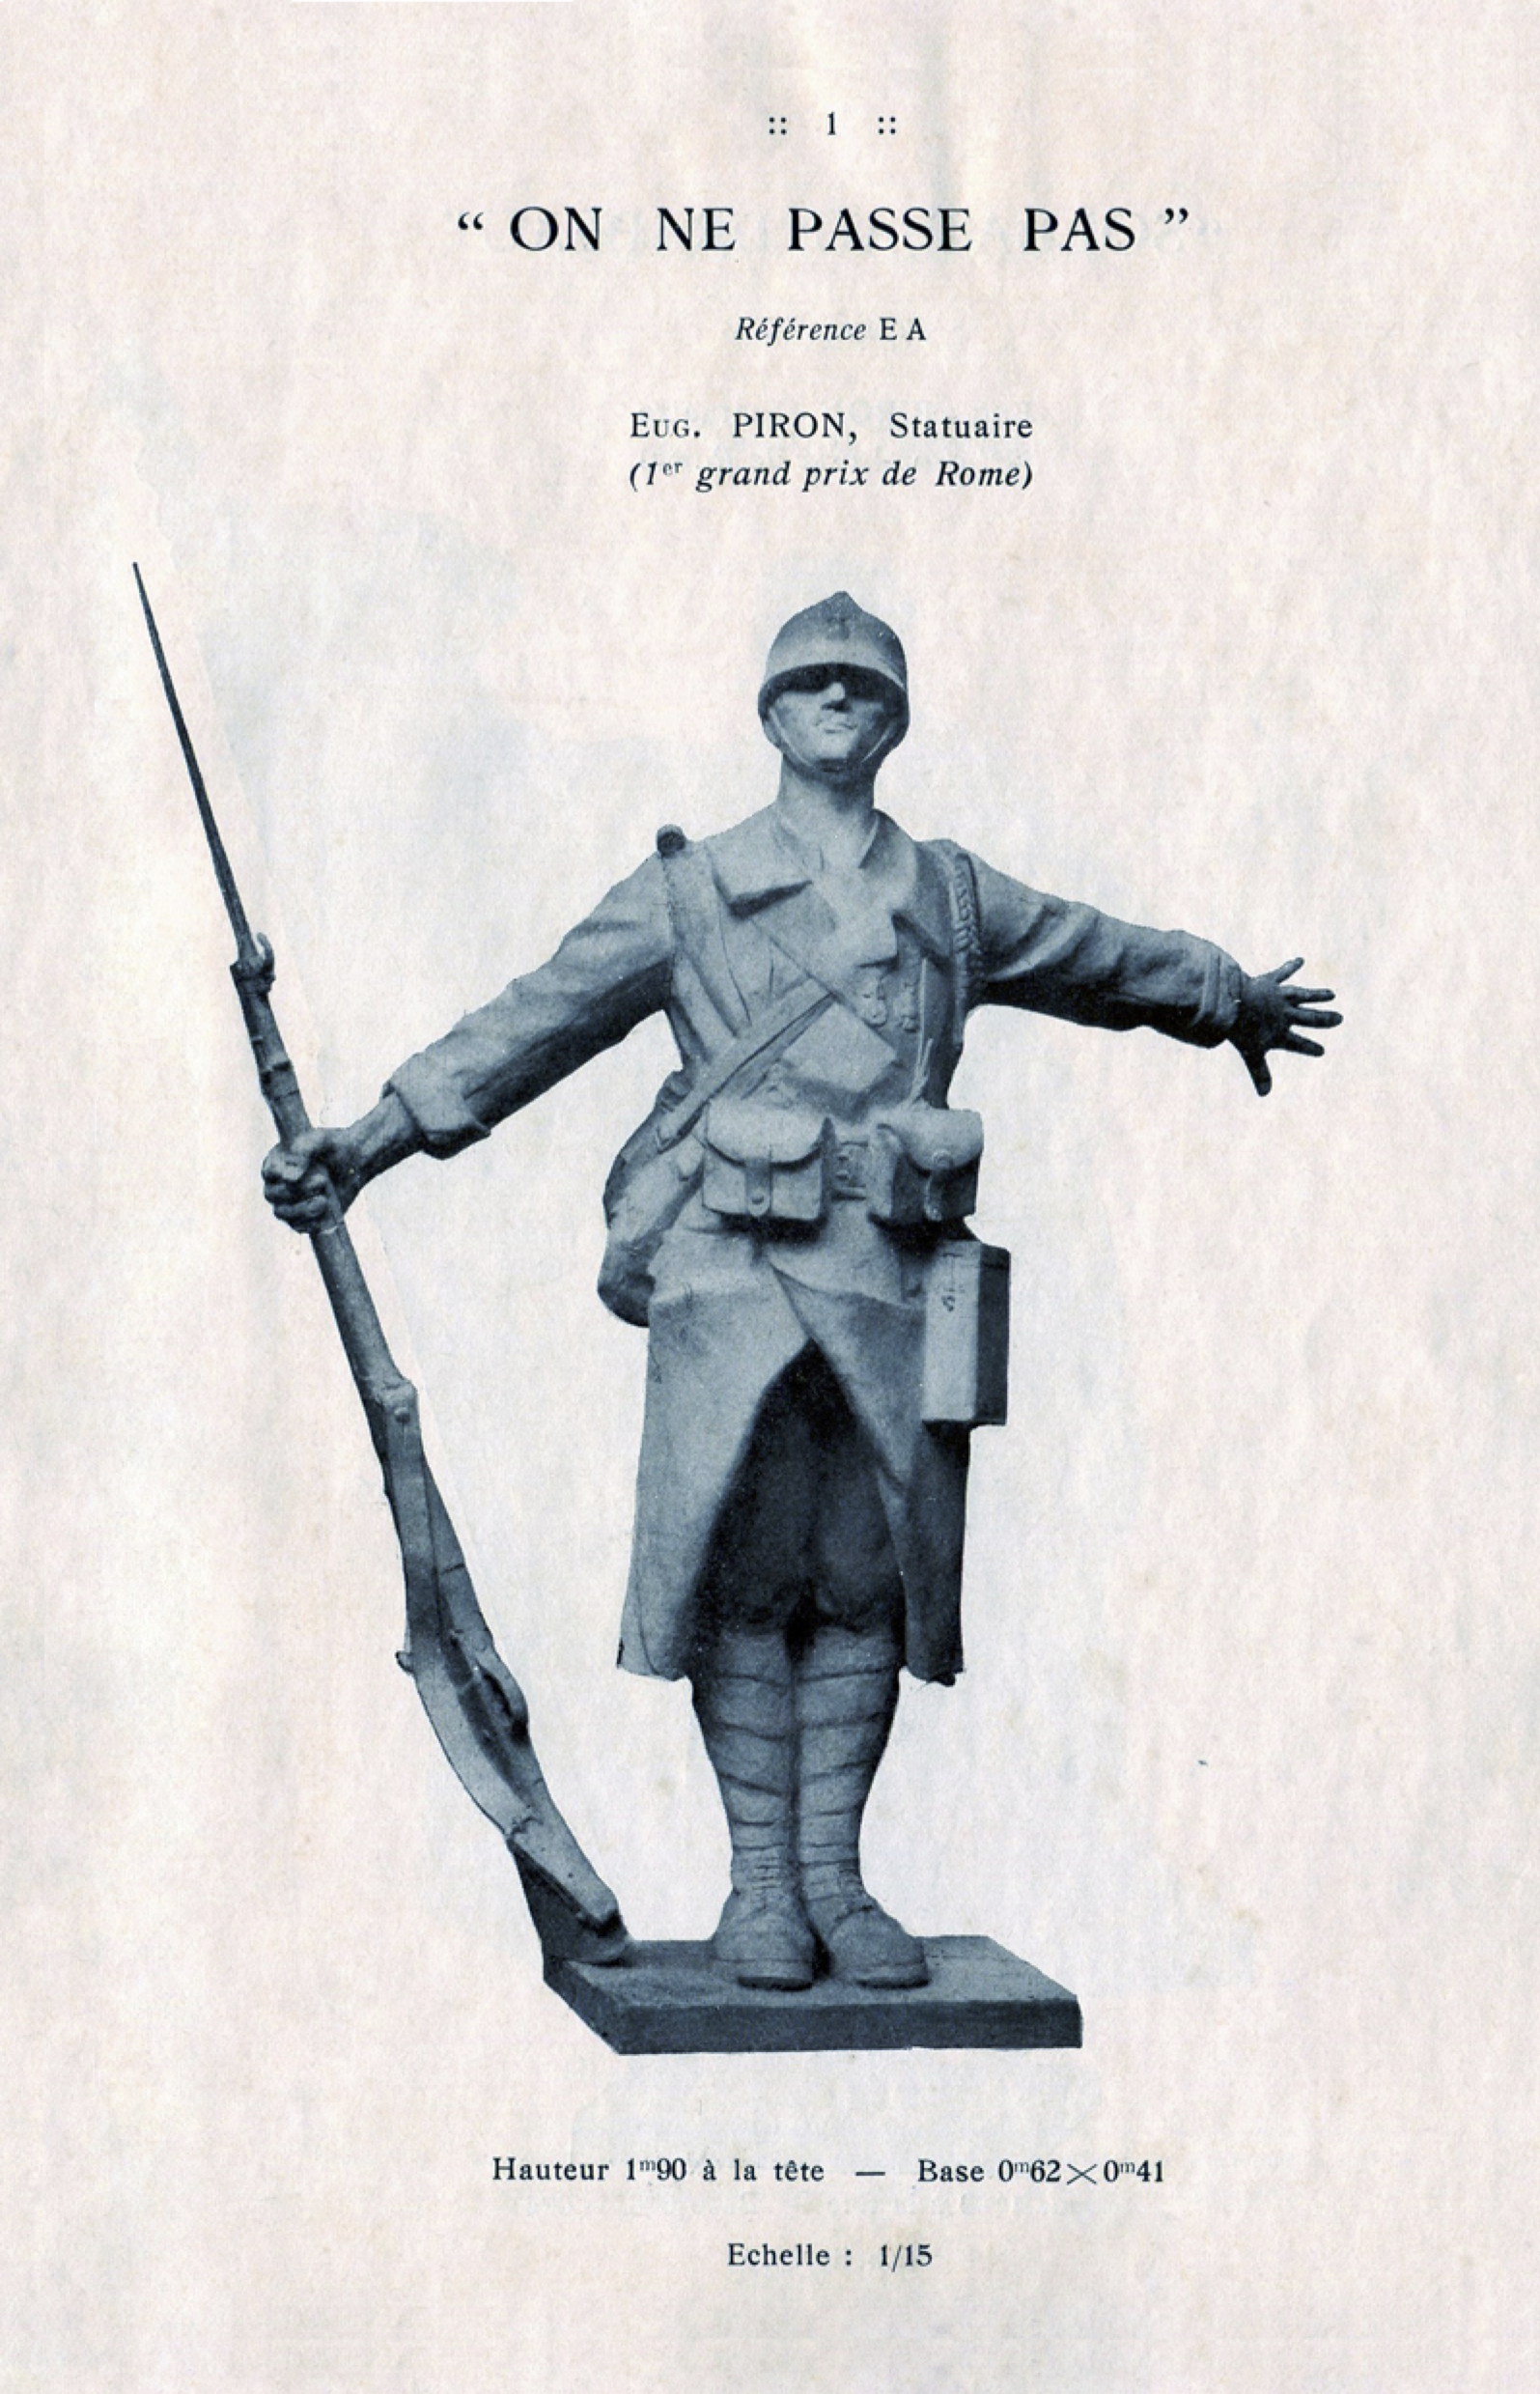 :: 1 ::
“ ON NE PASSE PAS ”
Référence E A
EUG. PIRON, Statuaire
(1er grand prix de Rome)
Hauteur 1m90 à la tête — Base 0m62×0m41
Echelle : 1/15